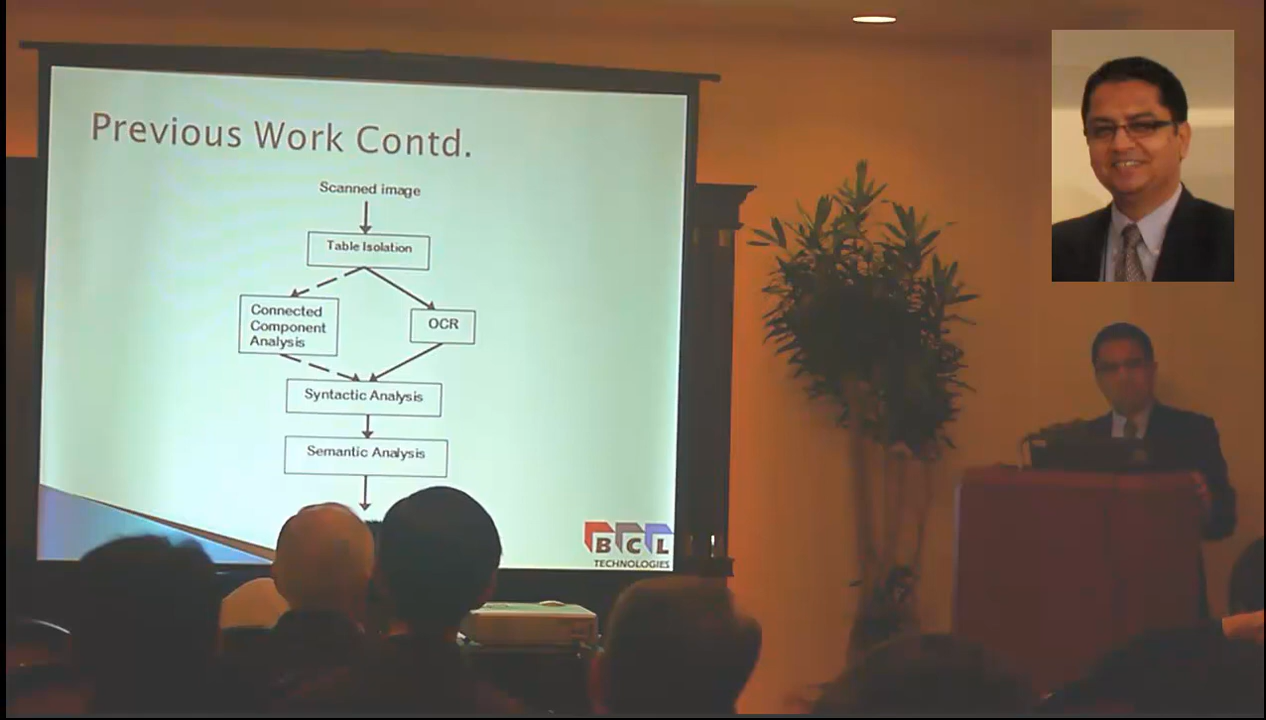 Previous Work Contd.
Scanned image
Table Isolation
Connected
Component
Analysis
OCR
Syntactic Analysis
Semantic Analysis
BCL
TECHNOLOGIES